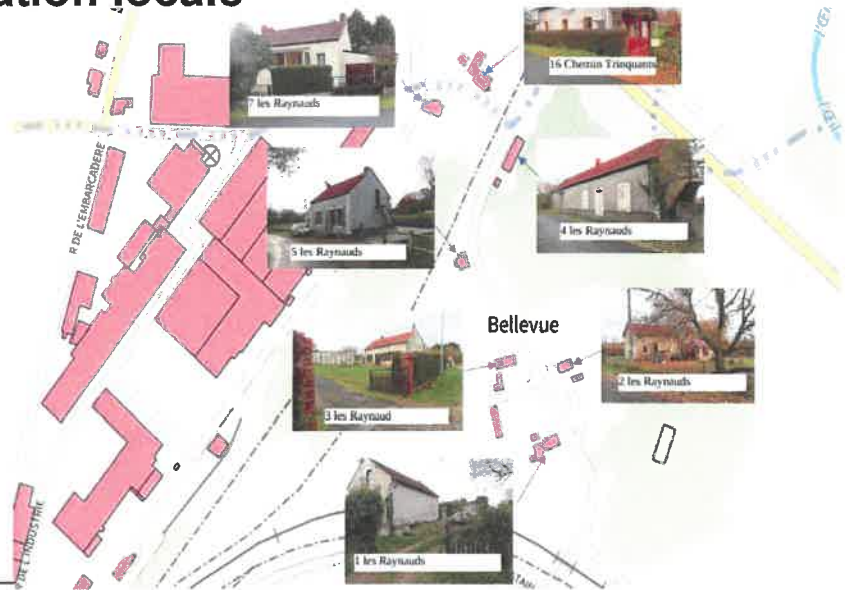 ation locale
7 les Raynauds
16 Chemin Trinquants
5 les Raynauds
4 les Raynauds
R DE L'EMBARCADERE
Bellevue
3 les Raynaud
2 les Raynauds
1 les Raynauds
R DE L'INDUSTRIE